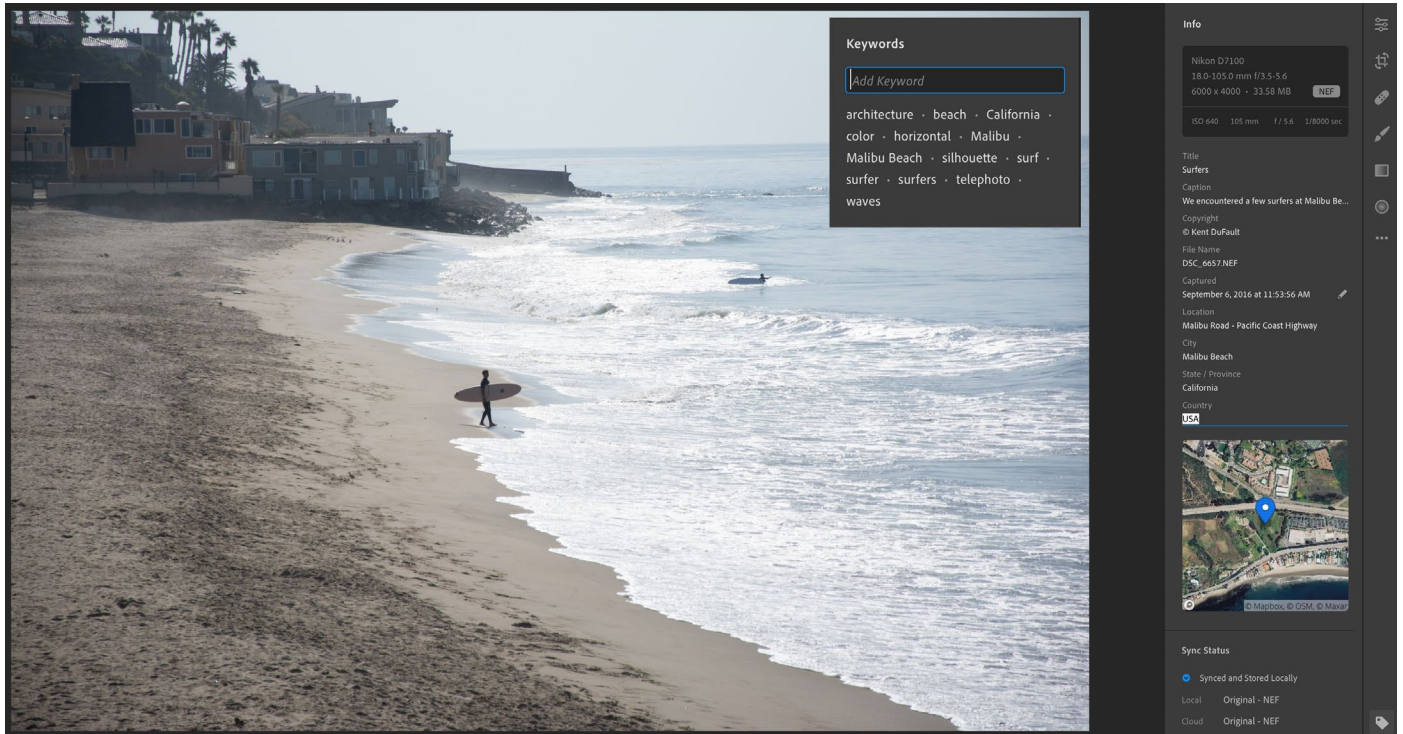 Keywords
Add Keyword
architecture · beach · California ·
color · horizontal · Malibu ·
Malibu Beach · silhouette · surf ·
surfer · surfers · telephoto ·
waves
Info
Nikon D7100
18.0-105.0 mm f/3.5-5.6
6000 x 4000 · 33.58 MB NEF
ISO 640 105 mm f / 5.6 1/8000 sec
Title
Surfers
Caption
We encountered a few surfers at Malibu Be...
Copyright
© Kent DuFault
File Name
DSC_6657.NEF
Captured
September 6, 2016 at 11:53:56 AM
Location
Malibu Road - Pacific Coast Highway
City
Malibu Beach
State / Province
California
Country
USA
© Mapbox, © OSM, © Maxar
Sync Status
Synced and Stored Locally
Local Original - NEF
Cloud Original - NEF